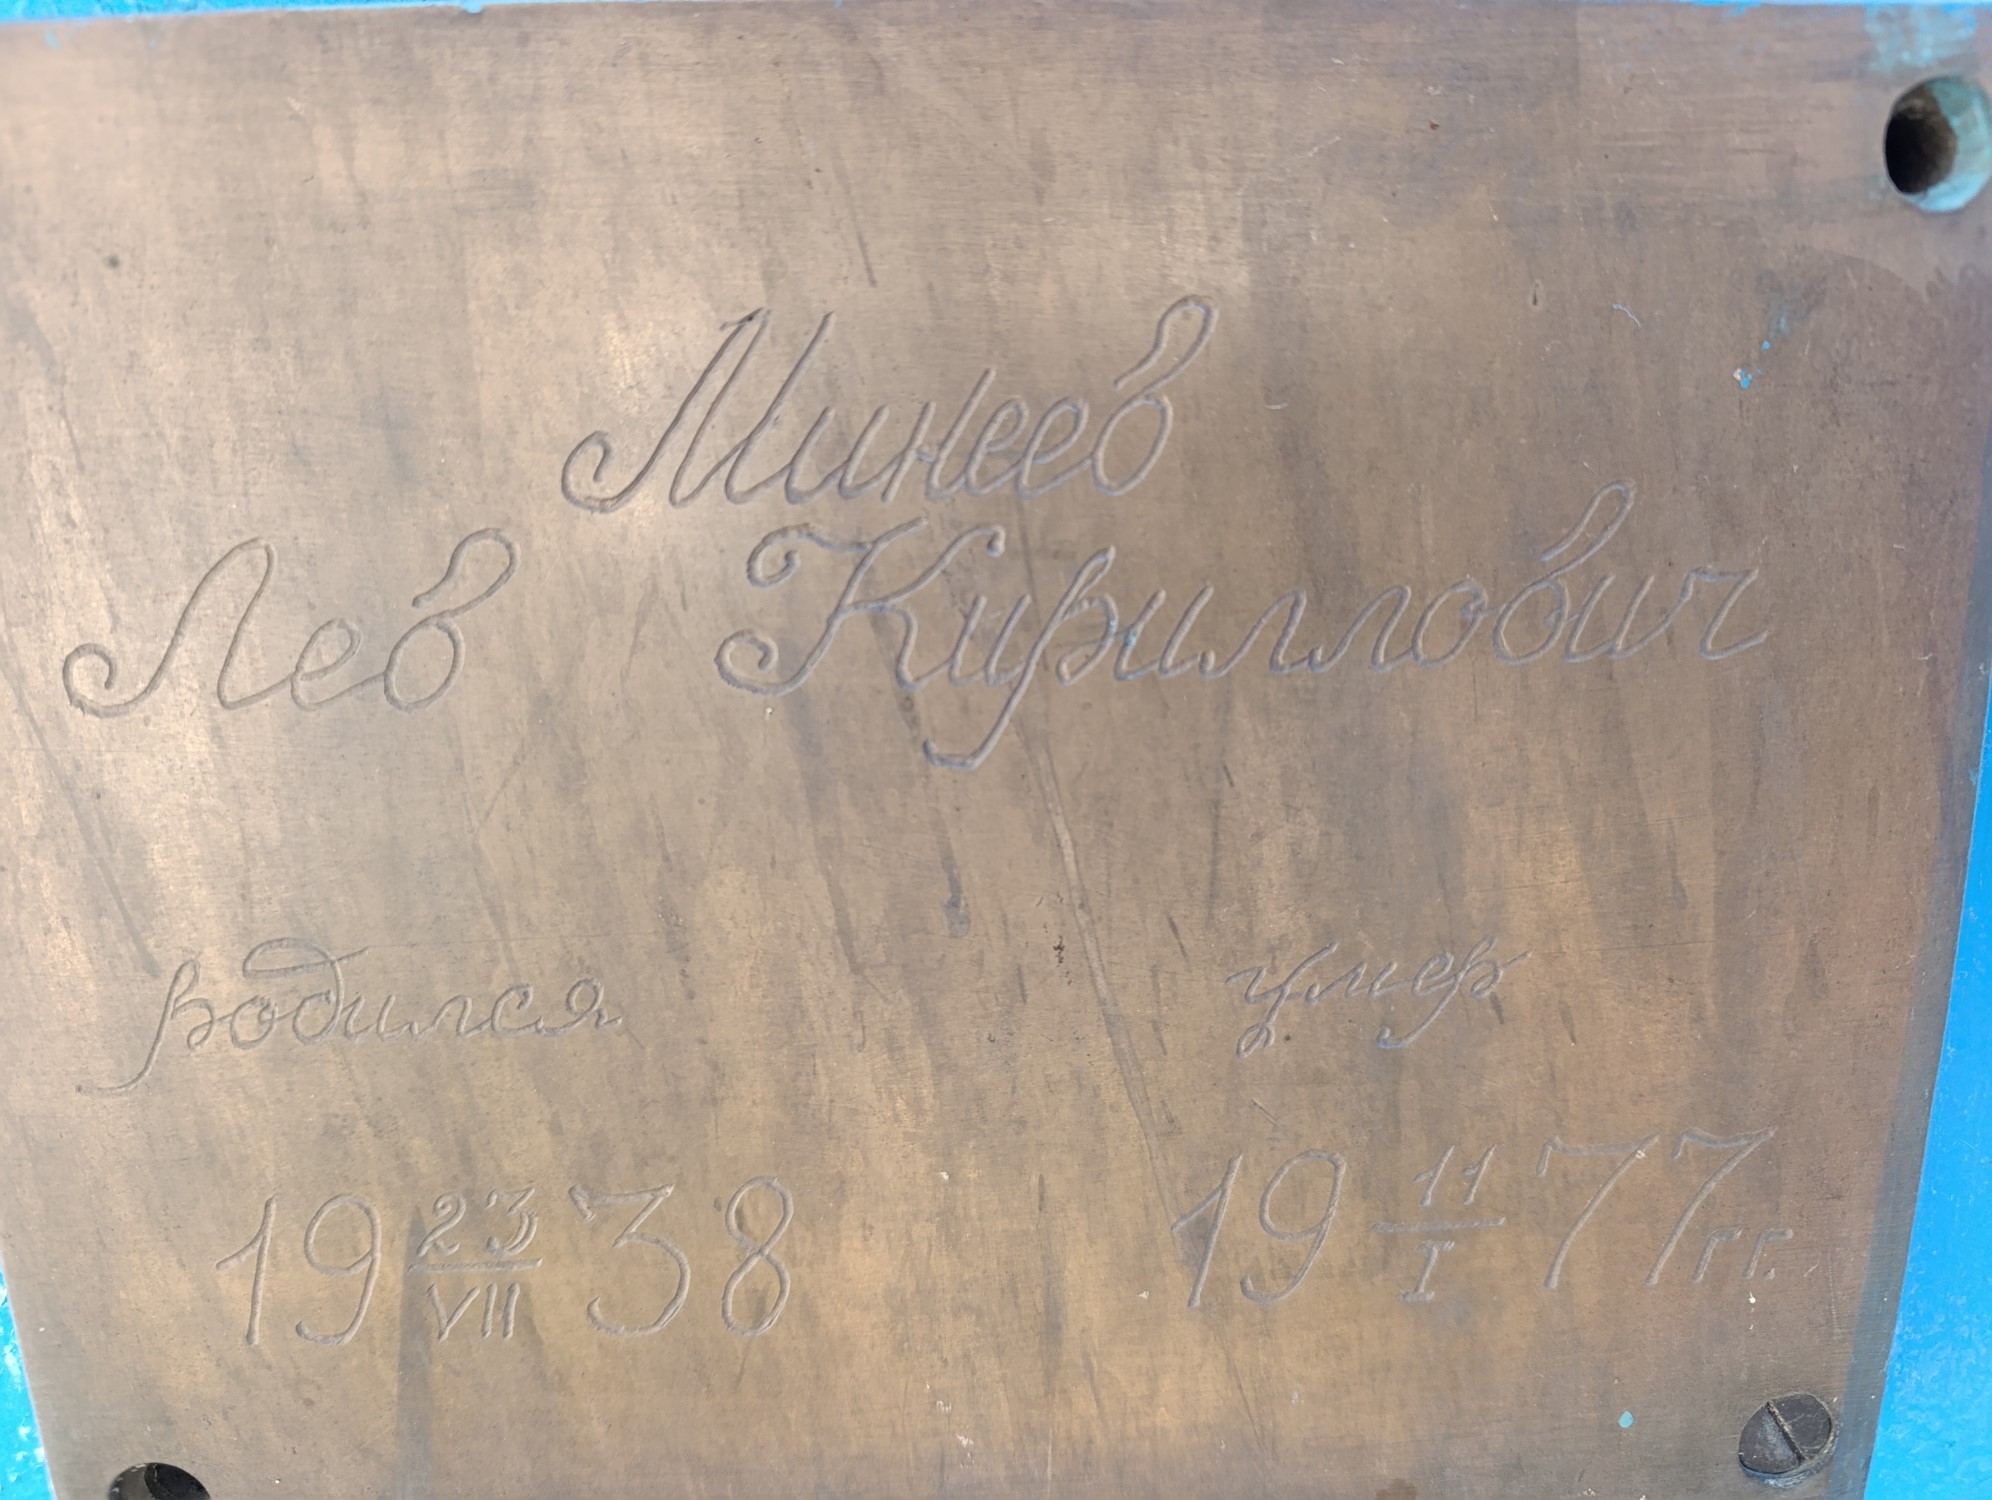 Минеев
Лев Кириллович
родился умер
19 23/VII 38 19 11/I 77 гг.